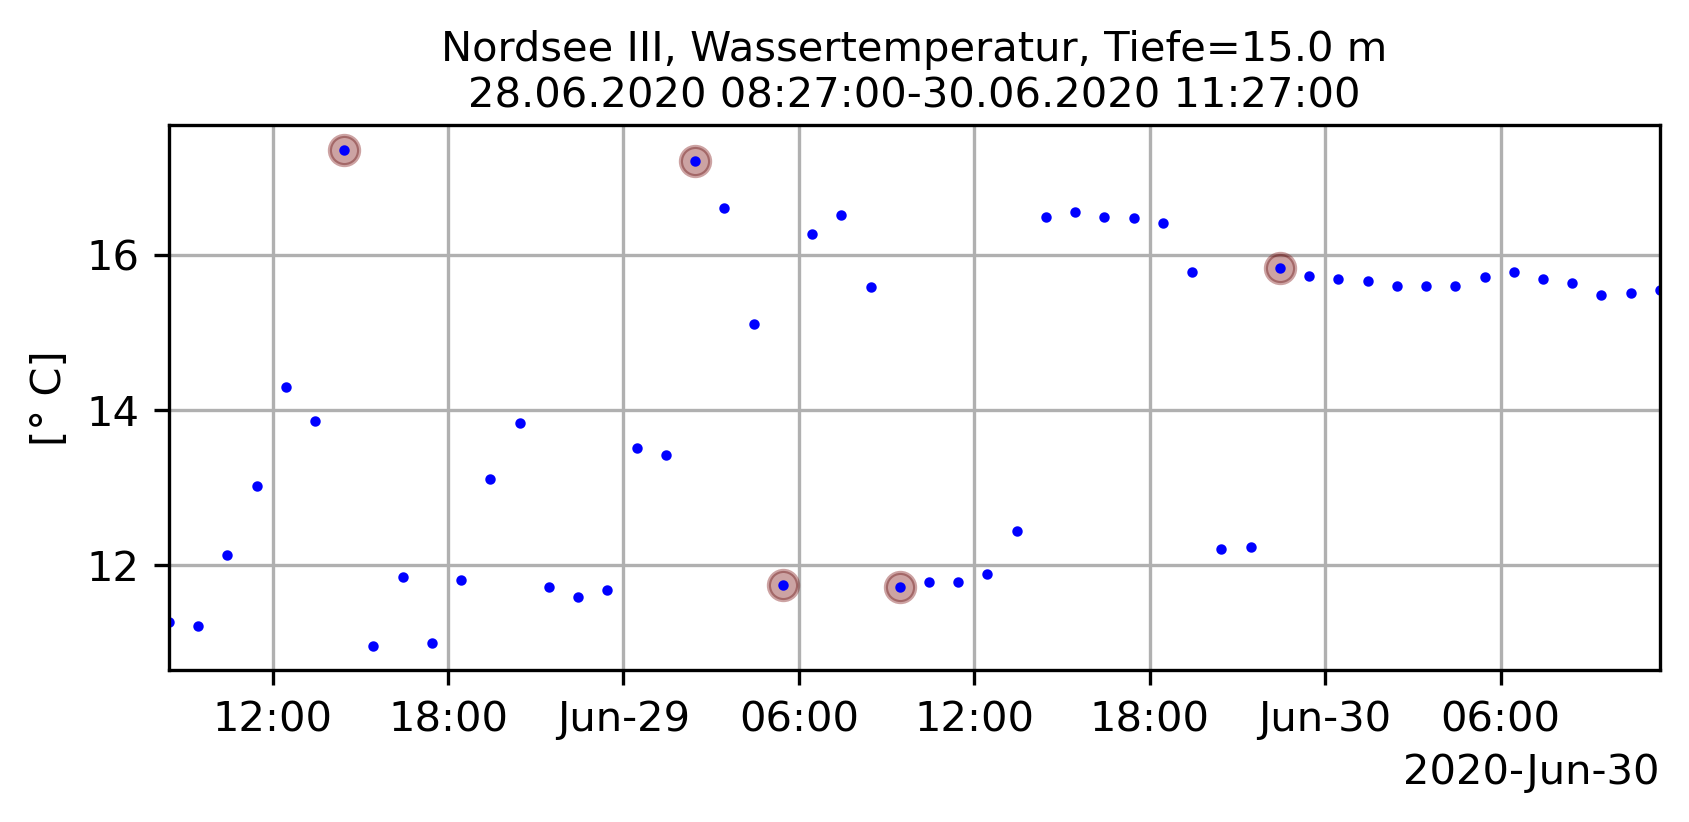 Nordsee III, Wassertemperatur, Tiefe=15.0 m
28.06.2020 08:27:00-30.06.2020 11:27:00
[° C]
16
14
12
12:00 18:00 Jun-29 06:00 12:00 18:00 Jun-30 06:00
2020-Jun-30